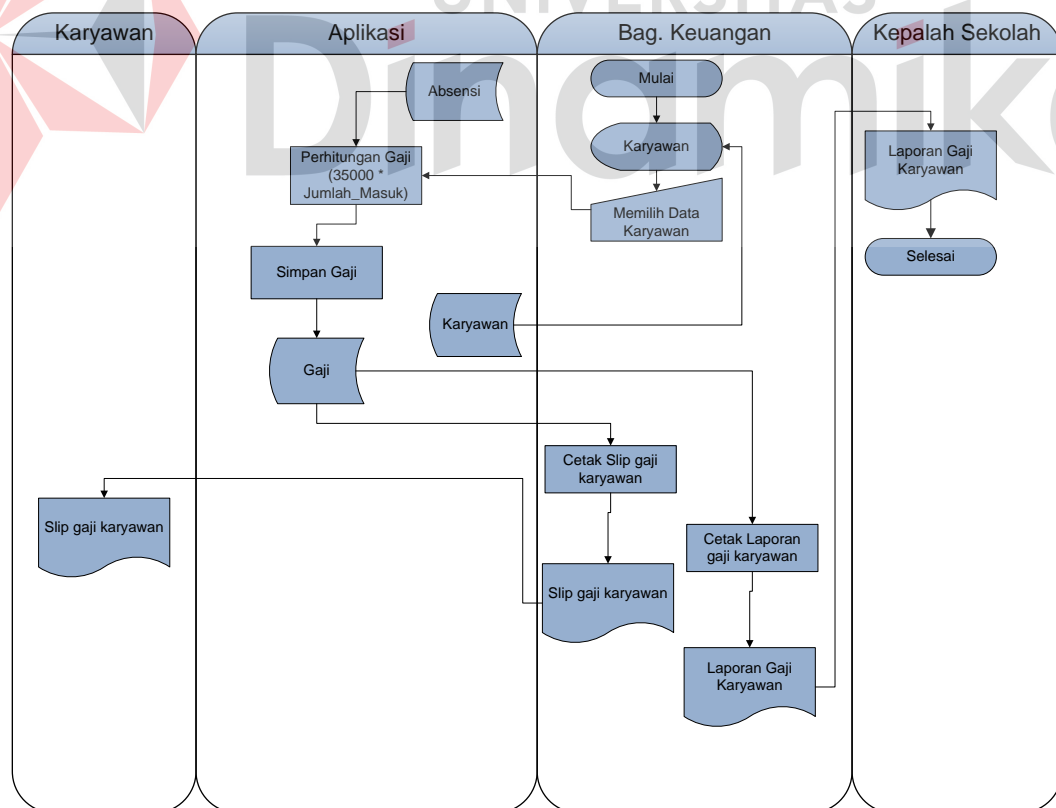 UNIVERSITAS
Dinamika
Karyawan
Aplikasi
Bag. Keuangan
Kepalah Sekolah
Absensi
Mulai
Perhitungan Gaji
(35000 *
Jumlah_Masuk)
Karyawan
Laporan Gaji
Karyawan
Memilih Data
Karyawan
Simpan Gaji
Selesai
Karyawan
Gaji
Cetak Slip gaji
karyawan
Slip gaji karyawan
Cetak Laporan
gaji karyawan
Slip gaji karyawan
Laporan Gaji
Karyawan